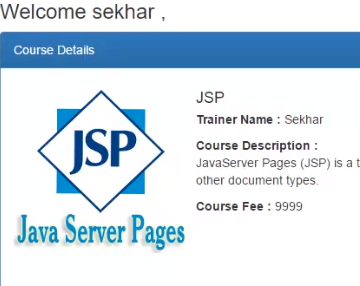 Welcome sekhar ,
Course Details
JSP
Java Server Pages
JSP
Trainer Name : Sekhar
Course Description :
JavaServer Pages (JSP) is a t
other document types.
Course Fee : 9999